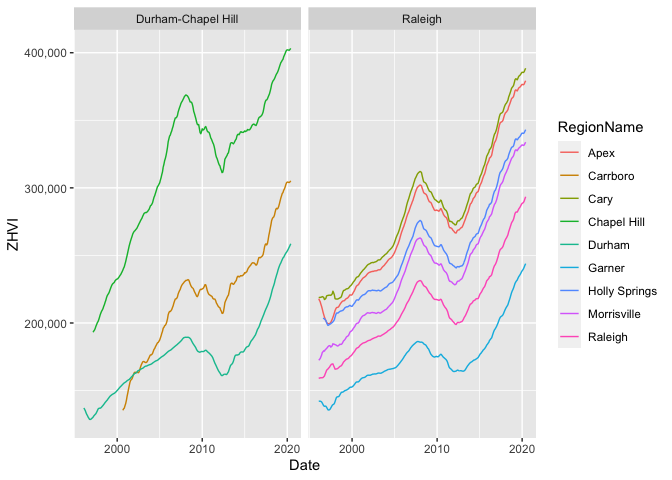 Durham-Chapel Hill
Raleigh
400,000
300,000
200,000
ZHVI
2000
2010
2020
2000
2010
2020
Date
RegionName
Apex
Carrboro
Cary
Chapel Hill
Durham
Garner
Holly Springs
Morrisville
Raleigh